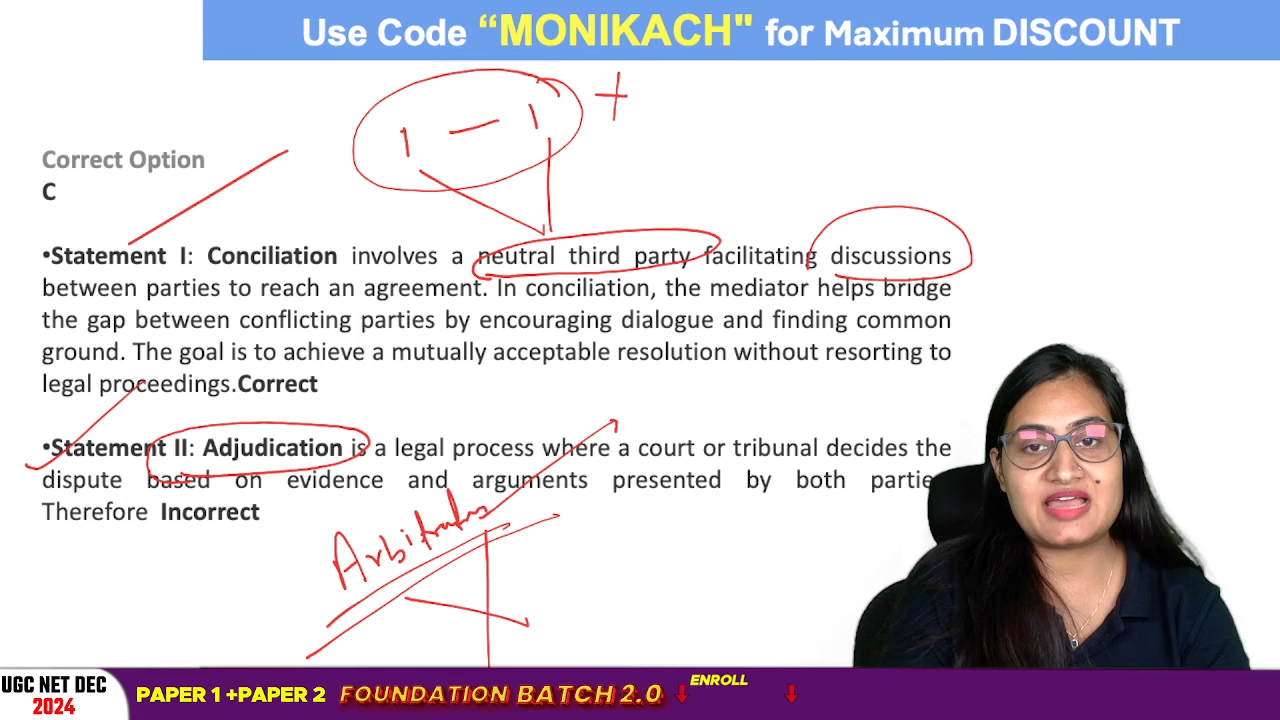 Use Code “MONIKACH" for Maximum DISCOUNT
Correct Option
C
•Statement I: Conciliation involves a neutral third party facilitating discussions
between parties to reach an agreement. In conciliation, the mediator helps bridge
the gap between conflicting parties by encouraging dialogue and finding common
ground. The goal is to achieve a mutually acceptable resolution without resorting to
legal proceedings.Correct
•Statement II: Adjudication is a legal process where a court or tribunal decides the
dispute based on evidence and arguments presented by both partie
Therefore Incorrect
UGC NET DEC
2024
PAPER 1 +PAPER 2 FOUNDATION BATCH 2.0
ENROLL